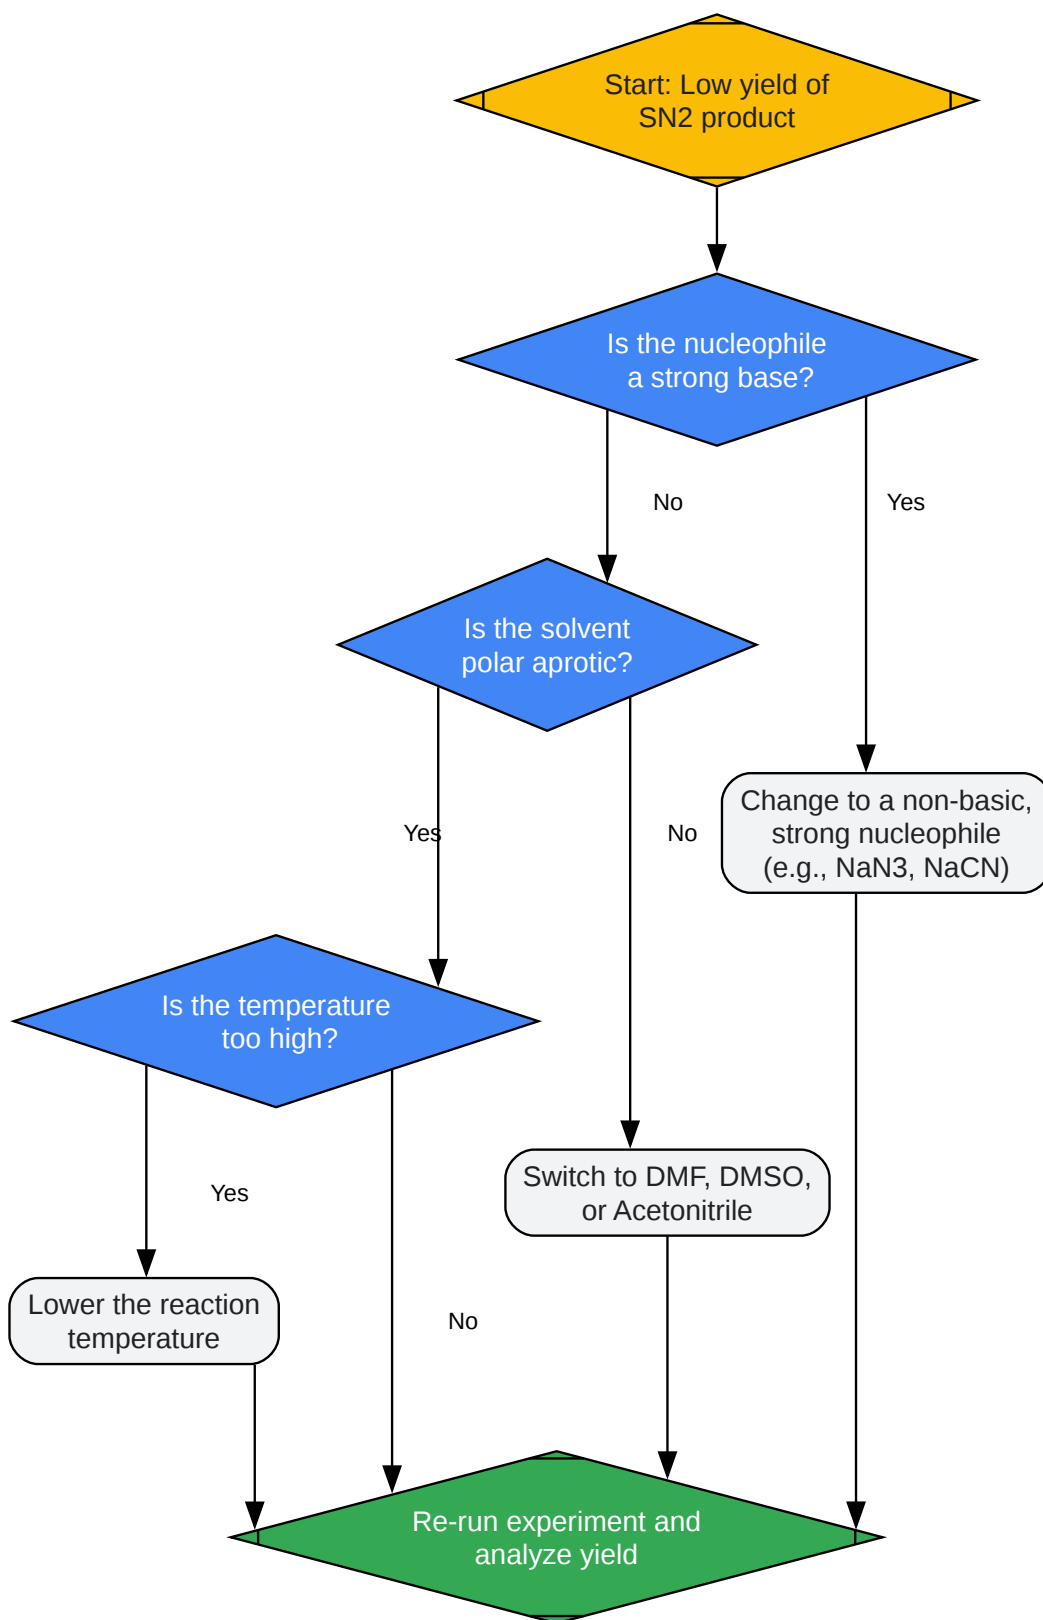 Start: Low yield of
SN2 product
Is the nucleophile
a strong base?
No
Yes
Is the solvent
polar aprotic?
Yes
No
Change to a non-basic,
strong nucleophile
(e.g., NaN3, NaCN)
Is the temperature
too high?
Yes
Switch to DMF, DMSO,
or Acetonitrile
Lower the reaction
temperature
No
Re-run experiment and
analyze yield